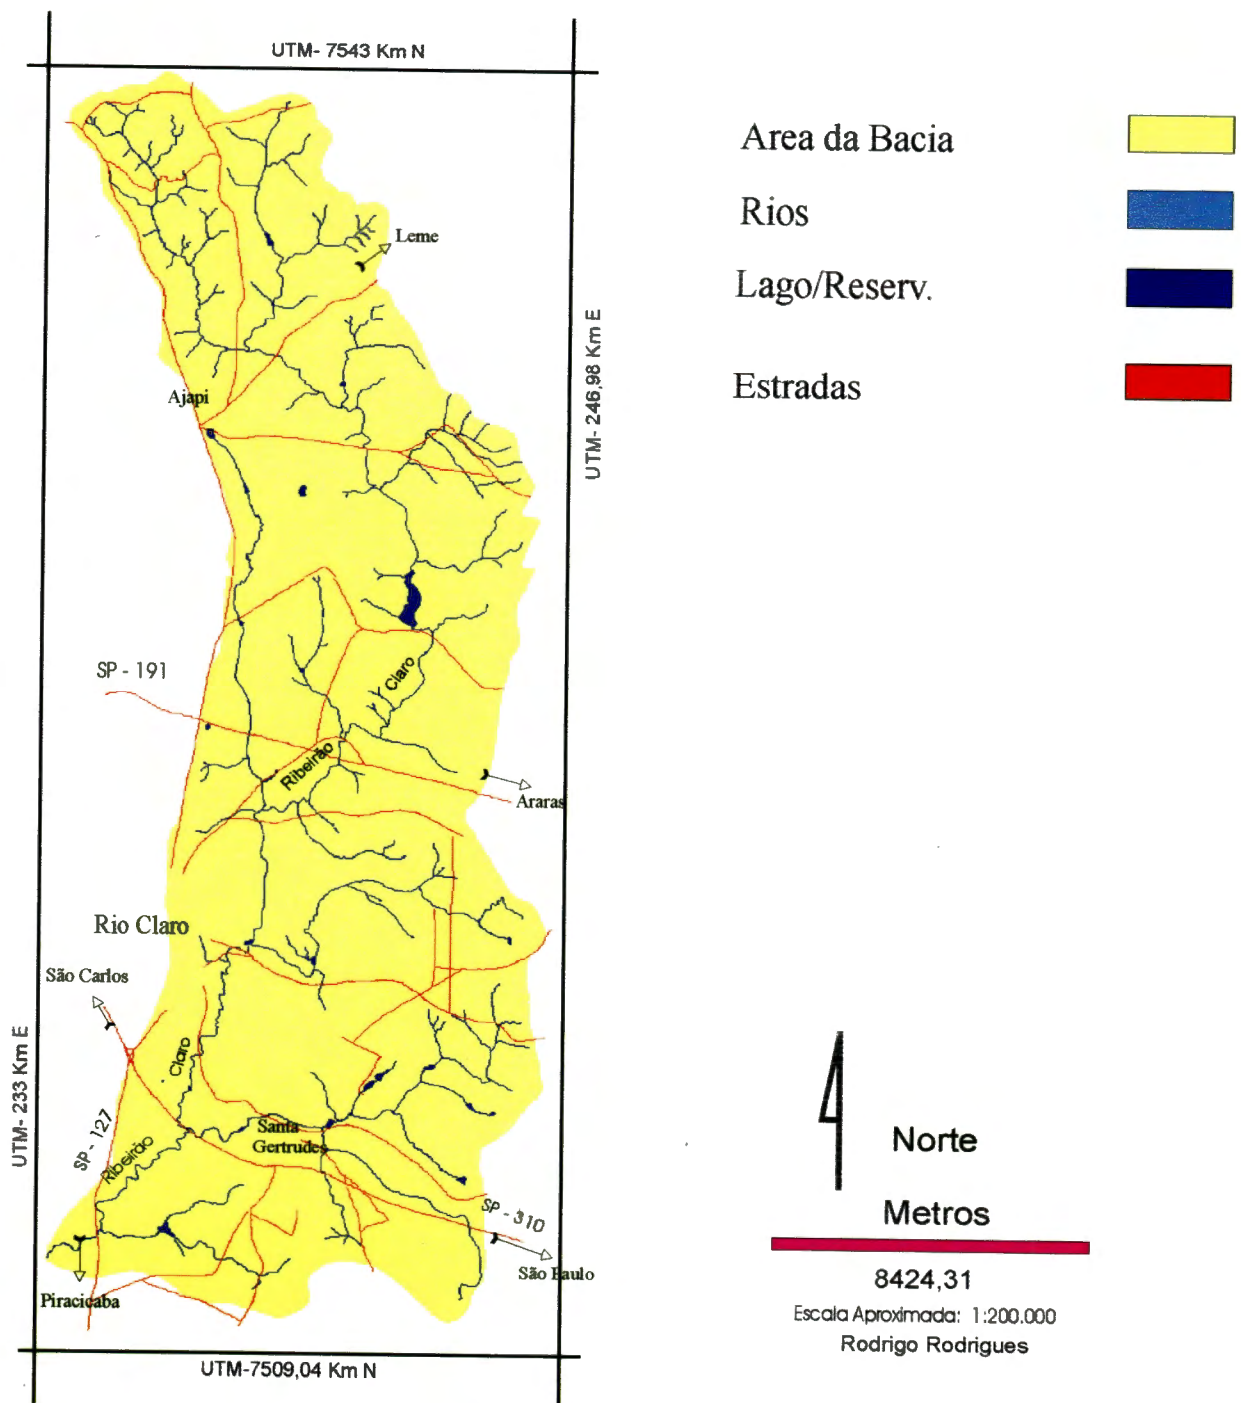 UTM- 7543 Km N
Area da Bacia
Rios
Leme
Lago/Reserv.
UTM- 246,98 Km E
Estradas
Ajapi
SP - 191
Claro
Ribeirão
Araras
Rio Claro
São Carlos
UTM- 233 Km E
Claro
SP - 127
Ribeirão
Santa
Gertrudes
SP - 310
São Paulo
Piracicaba
UTM-7509,04 Km N
Norte
Metros
8424,31
Escala Aproximada: 1:200.000
Rodrigo Rodrigues